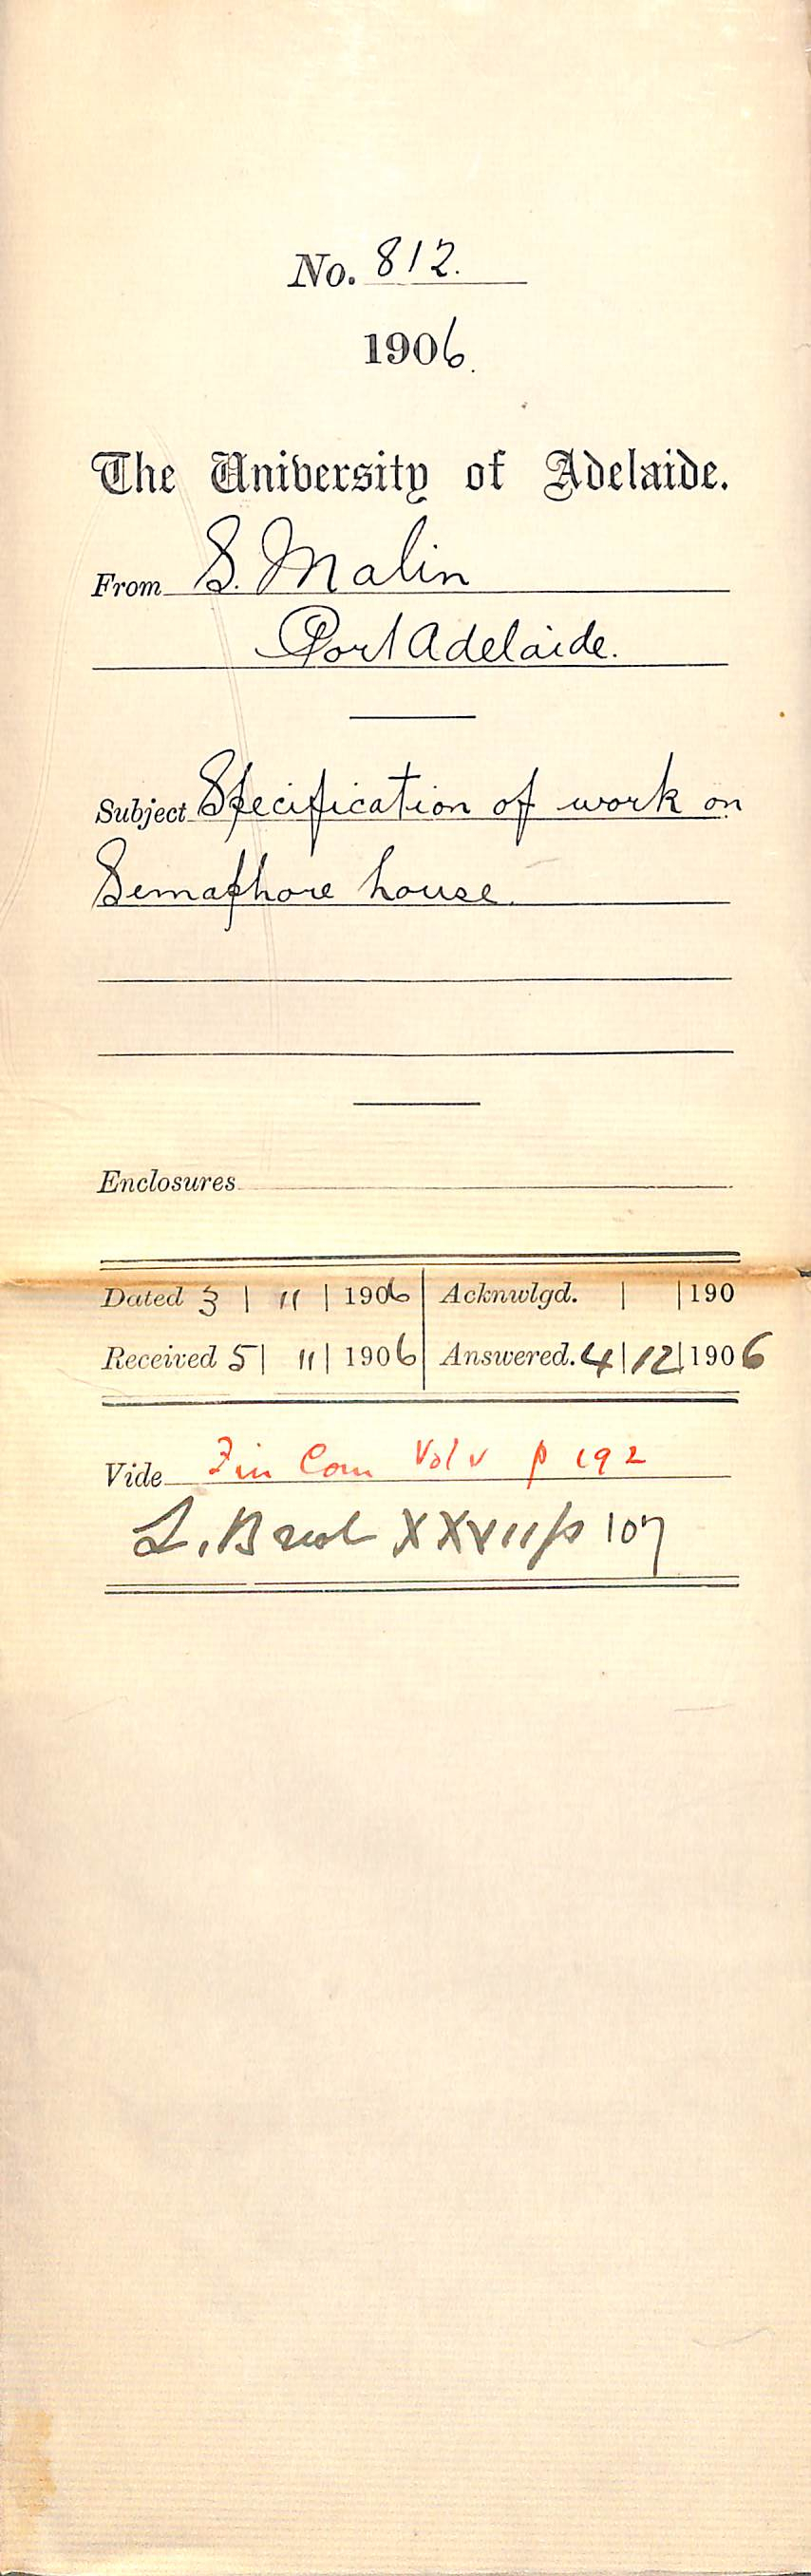 No. 812.
1906.
The University of Adelaide.
From S. Malin
Port Adelaide.
Subject Specification of work on
Semaphore house.
Enclosures
Dated 3 | 11 | 1906 Acknwlgd. | | 190
Received 5 | 11 | 1906 Answered. 4 | 12 | 1906
Vide Fin Com Vol V p 192
L. Book XXVII p 107